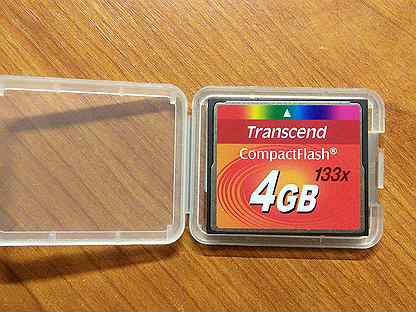 Transcend
CompactFlash®
133x
4GB